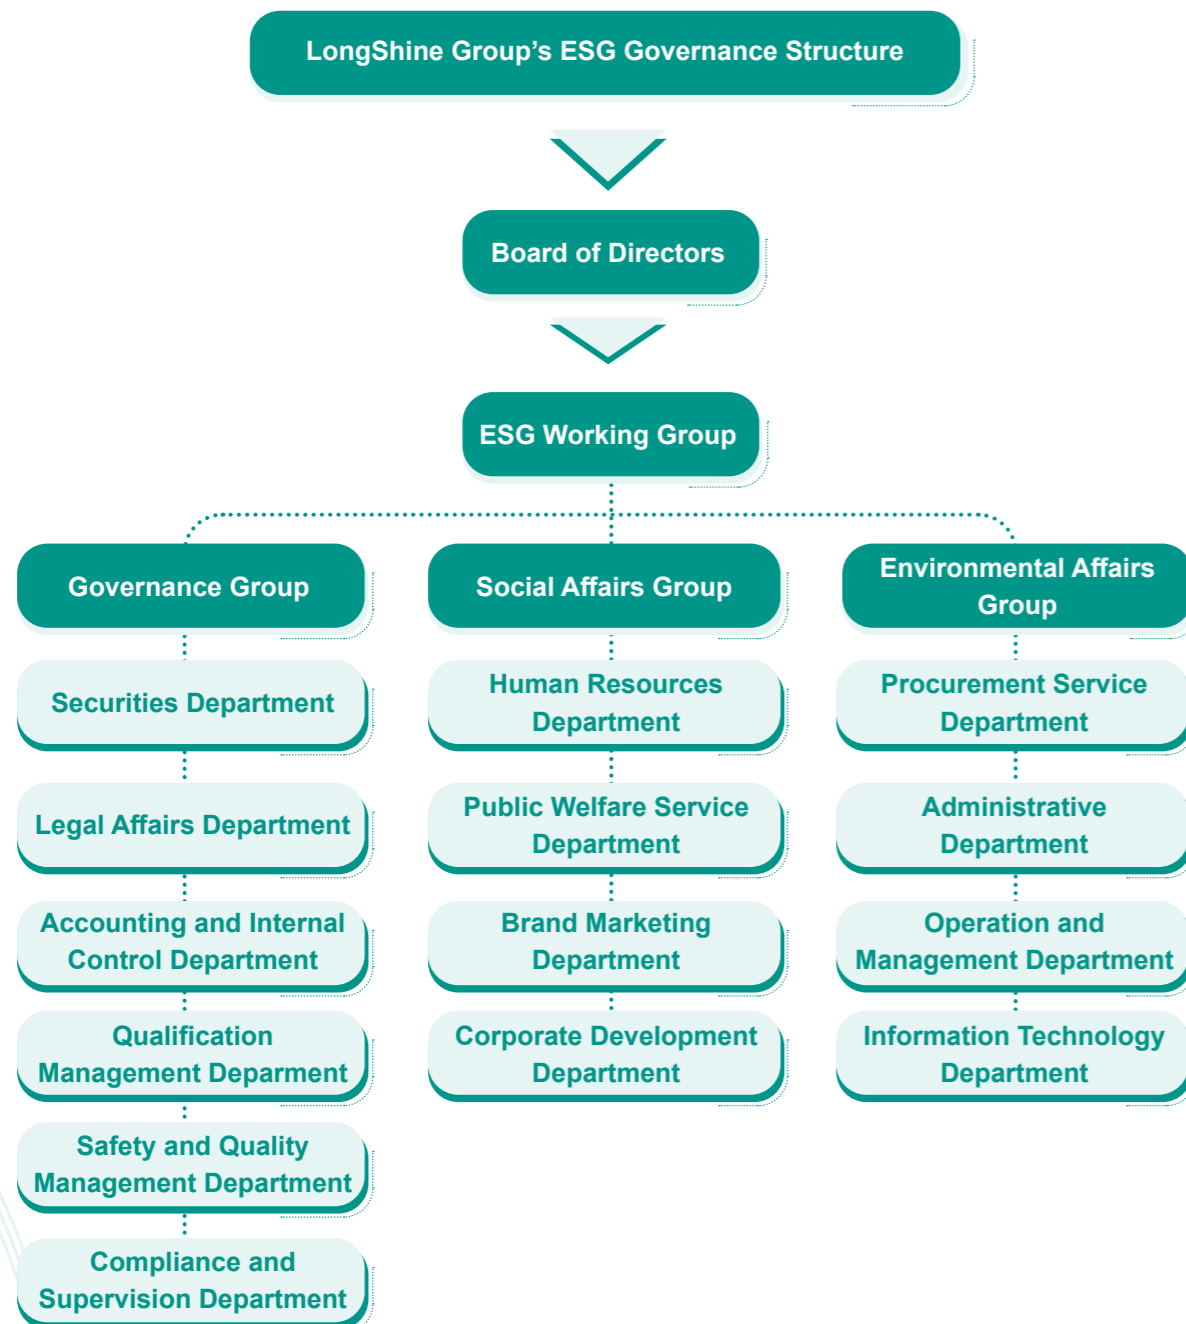 LongShine Group’s ESG Governance Structure
Board of Directors
ESG Working Group
Governance Group
Securities Department
Legal Affairs Department
Accounting and Internal
Control Department
Qualification
Management Deparment
Safety and Quality
Management Department
Compliance and
Supervision Department
Social Affairs Group
Human Resources
Department
Public Welfare Service
Department
Brand Marketing
Department
Corporate Development
Department
Environmental Affairs
Group
Procurement Service
Department
Administrative
Department
Operation and
Management Department
Information Technology
Department